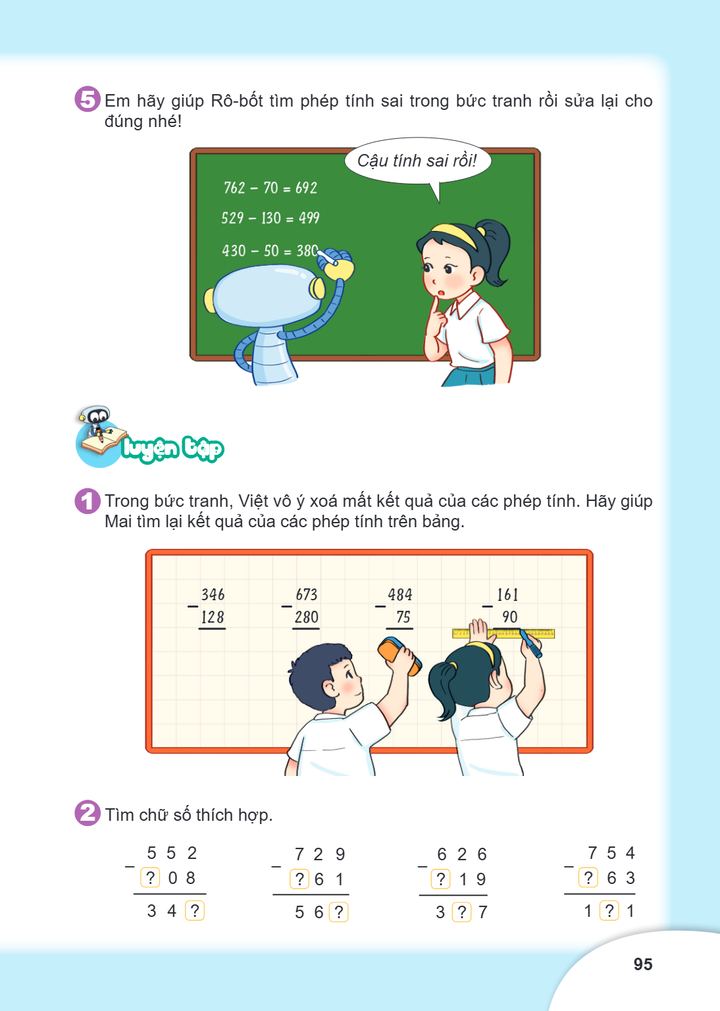 5 Em hãy giúp Rô-bốt tìm phép tính sai trong bức tranh rồi sửa lại cho
đúng nhé!
Cậu tính sai rồi!
762 – 70 = 692
529 – 130 = 499
430 – 50 = 380
luyện tập
1 Trong bức tranh, Việt vô ý xoá mất kết quả của các phép tính. Hãy giúp
Mai tìm lại kết quả của các phép tính trên bảng.
346 673 484 161
– – – –
128 280 75 90
2 Tìm chữ số thích hợp.
5 5 2 7 2 9 6 2 6 7 5 4
– – – –
? 0 8 ? 6 1 ? 1 9 ? 6 3
3 4 ? 5 6 ? 3 ? 7 1 ? 1
95